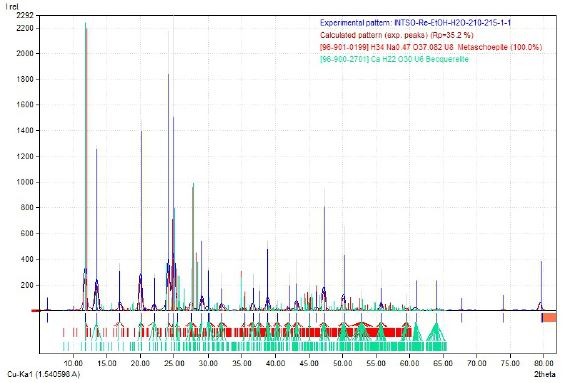 I rel.
Experimental pattern: INTSO-Re-EtOH-H2O-210-215-1-1
Calculated pattern (exp. peaks) (Rp=35.2 %)
[96-901-0199] H34 Na0.47 O37.082 U8 Metaschoepite (100.0%)
[96-900-2701] Ca H22 O30 U6 Becquerelite
2292
2200
2000
1800
1600
1400
1200
1000
800
600
400
200
10.00 15.00 20.00 25.00 30.00 35.00 40.00 45.00 50.00 55.00 60.00 65.00 70.00 75.00 80.00
Cu-Ka1 (1.540598 A) 2theta